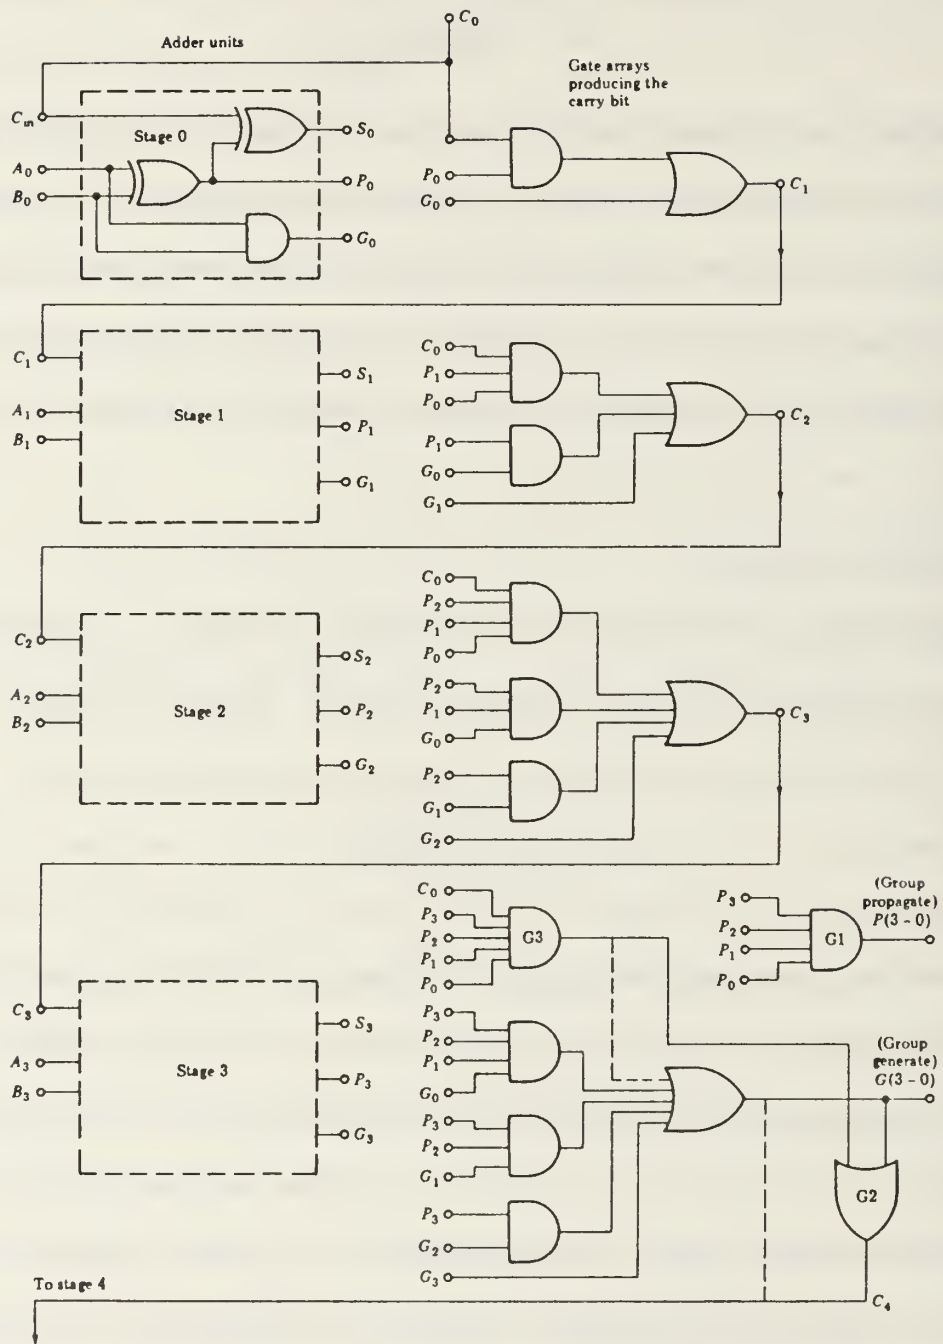 C0
Adder units
Gate arrays
producing the
carry bit
Cin
Stage 0
S0
A0
P0
P0
B0
G0
C1
G0
C1
C0
S1
P1
P0
A1
Stage 1
C2
B1
P1
P1
G0
G1
G1
C0
P2
P1
C2
S2
P0
P2
A2
Stage 2
P2
P1
C3
B2
G0
G2
P2
G1
G2
C0
(Group
P3
P3
propagate)
P2
G3
P2
G1
P(3 - 0)
P1
P1
P0
P0
C3
P3
S3
P2
(Group
P1
generate)
A3
Stage 3
P3
G0
G(3 - 0)
B3
P3
P2
G3
G1
P3
G2
G2
G3
To stage 4
C4